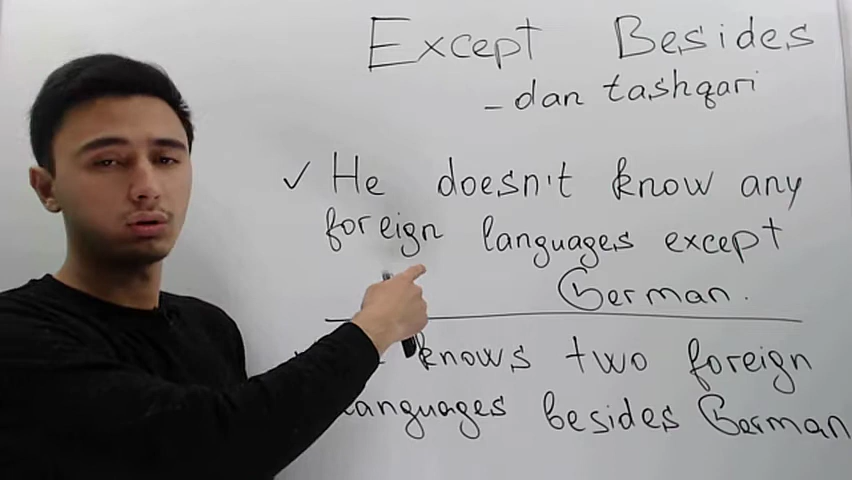 Except Besides
- dan tashqari
✓ He doesn't know any
foreign languages except
German.
knows two foreign
languages besides German